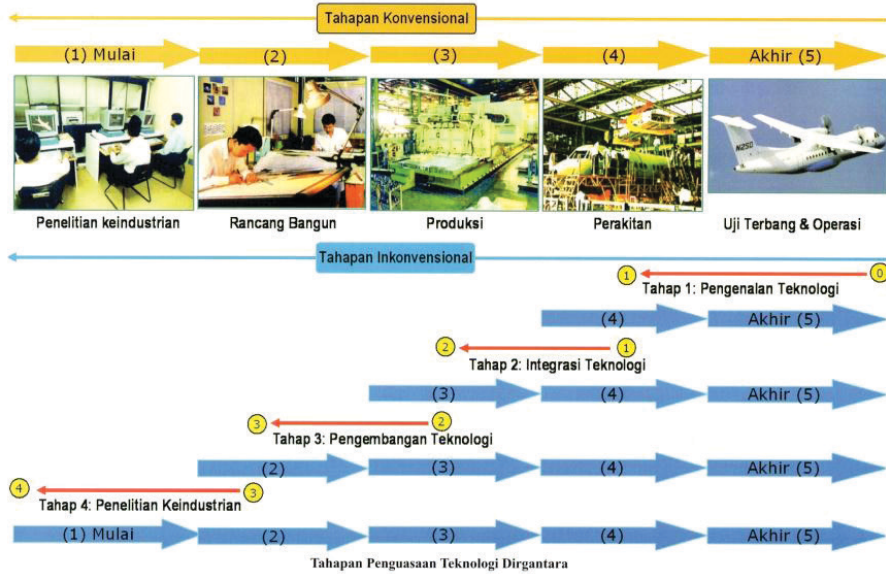 Tahapan Konvensional
(1) Mulai (2) (3) (4) Akhir (5)
N250
Penelitian keindustrian Rancang Bangun Produksi Perakitan Uji Terbang & Operasi
Tahapan Inkonvensional
1 0
Tahap 1: Pengenalan Teknologi
(4) Akhir (5)
2 1
Tahap 2: Integrasi Teknologi
(3) (4) Akhir (5)
3 2
Tahap 3: Pengembangan Teknologi
(2) (3) (4) Akhir (5)
4 3
Tahap 4: Penelitian Keindustrian
(1) Mulai (2) (3) (4) Akhir (5)
Tahapan Penguasaan Teknologi Dirgantara